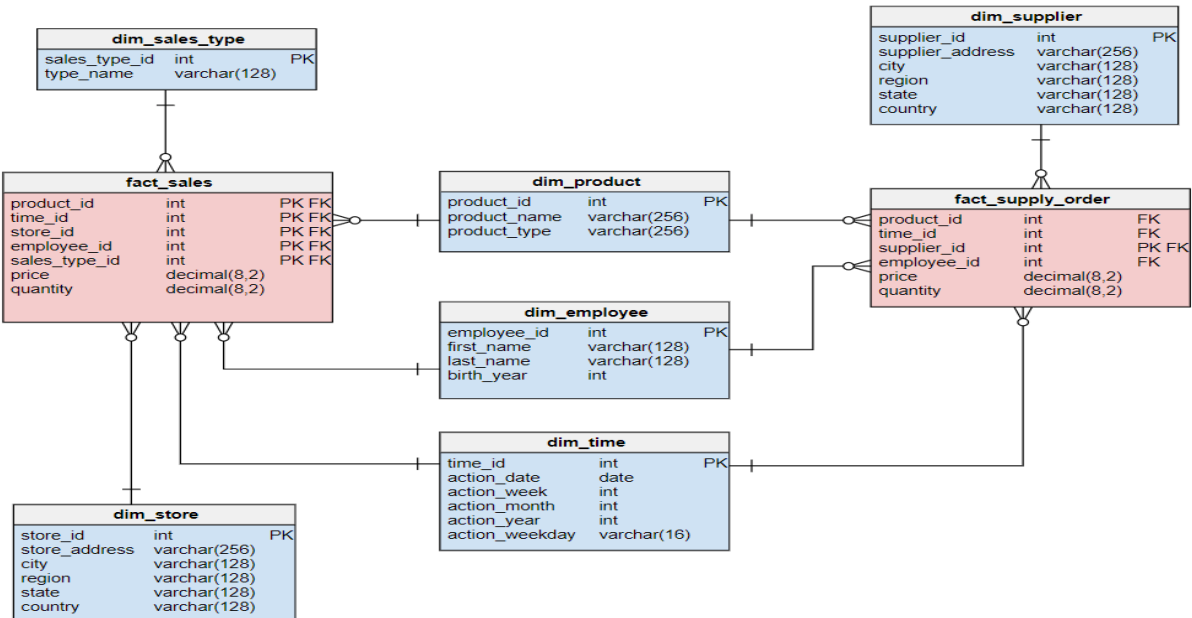 dim_sales_type
sales_type_id int PK
type_name varchar(128)
dim_supplier
supplier_id int PK
supplier_address varchar(256)
city varchar(128)
region varchar(128)
state varchar(128)
country varchar(128)
fact_sales
product_id int PK FK
time_id int PK FK
store_id int PK FK
employee_id int PK FK
sales_type_id int PK FK
price decimal(8,2)
quantity decimal(8,2)
dim_product
product_id int PK
product_name varchar(256)
product_type varchar(256)
fact_supply_order
product_id int FK
time_id int FK
supplier_id int PK FK
employee_id int FK
price decimal(8,2)
quantity decimal(8,2)
dim_employee
employee_id int PK
first_name varchar(128)
last_name varchar(128)
birth_year int
dim_time
time_id int PK
action_date date
action_week int
action_month int
action_year int
action_weekday varchar(16)
dim_store
store_id int PK
store_address varchar(256)
city varchar(128)
region varchar(128)
state varchar(128)
country varchar(128)